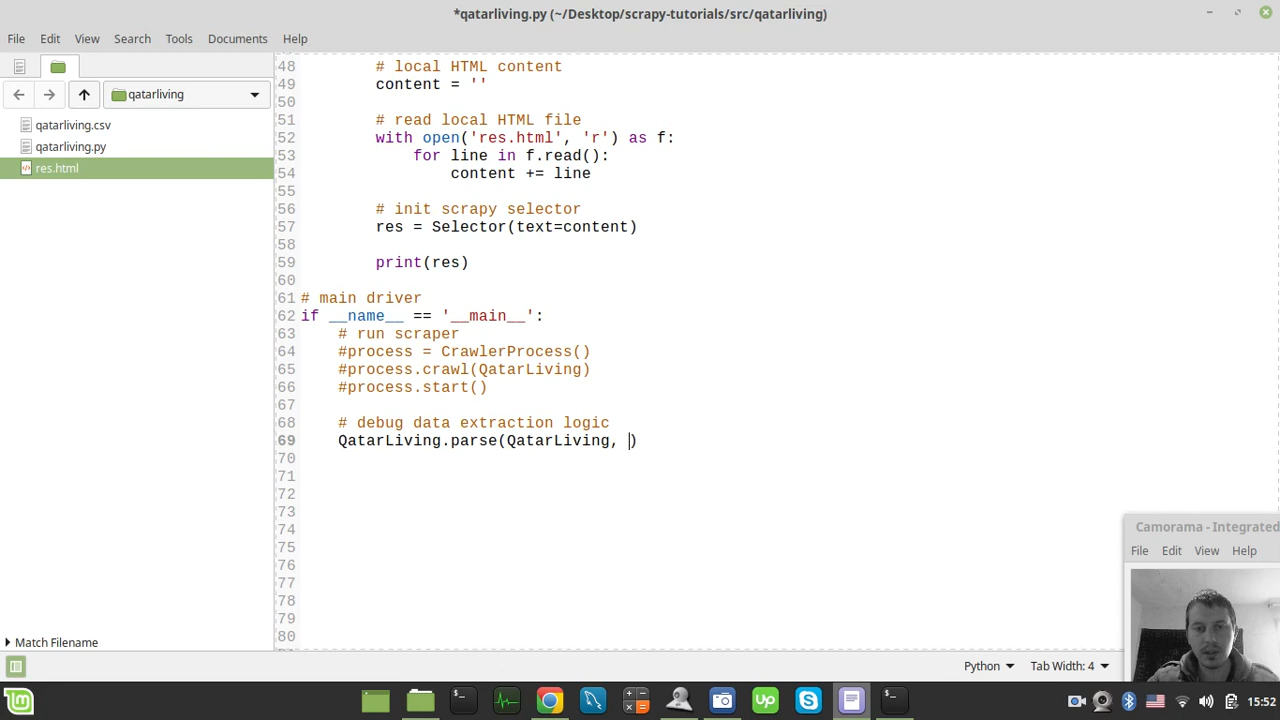 *qatarliving.py (~/Desktop/scrapy-tutorials/src/qatarliving)
File Edit View Search Tools Documents Help
qatarliving
qatarliving.csv
qatarliving.py
res.html
48 # local HTML content
49 content = ''
50
51 # read local HTML file
52 with open('res.html', 'r') as f:
53 for line in f.read():
54 content += line
55
56 # init scrapy selector
57 res = Selector(text=content)
58
59 print(res)
60
61 # main driver
62 if __name__ == '__main__':
63 # run scraper
64 #process = CrawlerProcess()
65 #process.crawl(QatarLiving)
66 #process.start()
67
68 # debug data extraction logic
69 QatarLiving.parse(QatarLiving, )
70
71
72
73
74
75
76
77
78
79
80
Camorama - Integrated
File Edit View Help
Match Filename
Python Tab Width: 4
Up
15:52